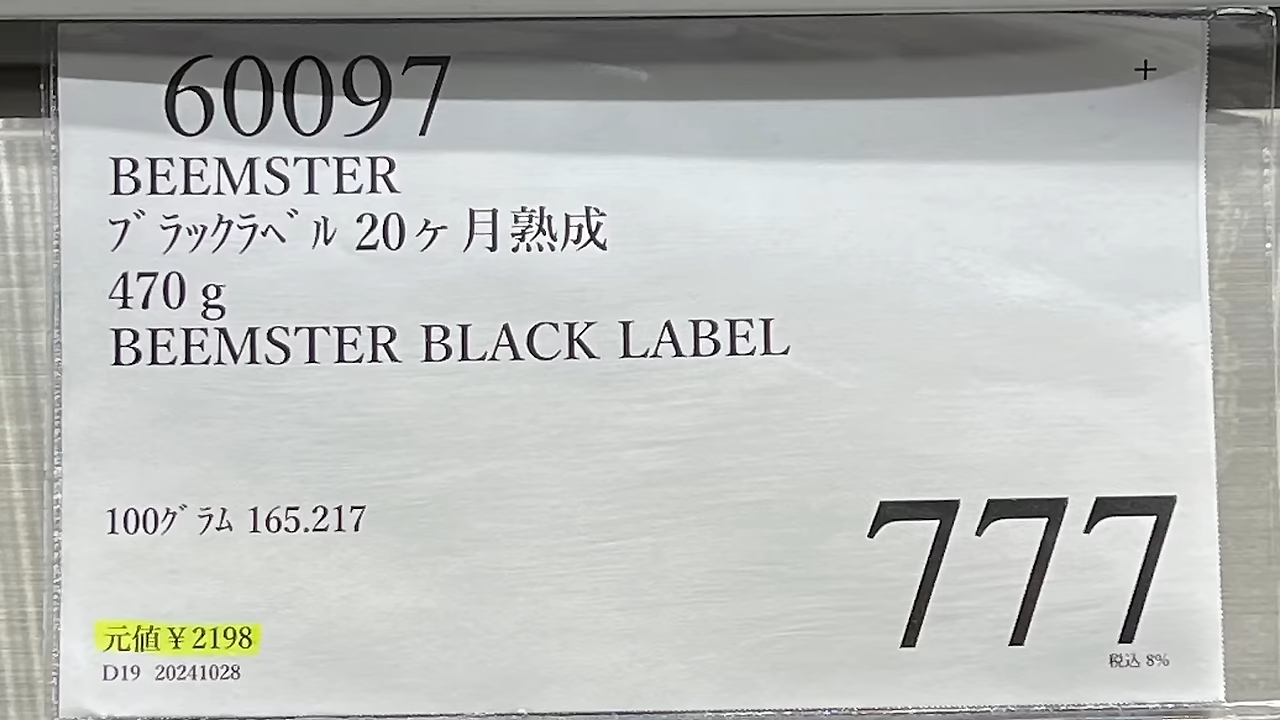 60097
+
BEEMSTER
ブラックラベル 20ヶ月熟成
470 g
BEEMSTER BLACK LABEL
100グラム 165.217
777
元値￥2198
税込 8%
D19 20241028